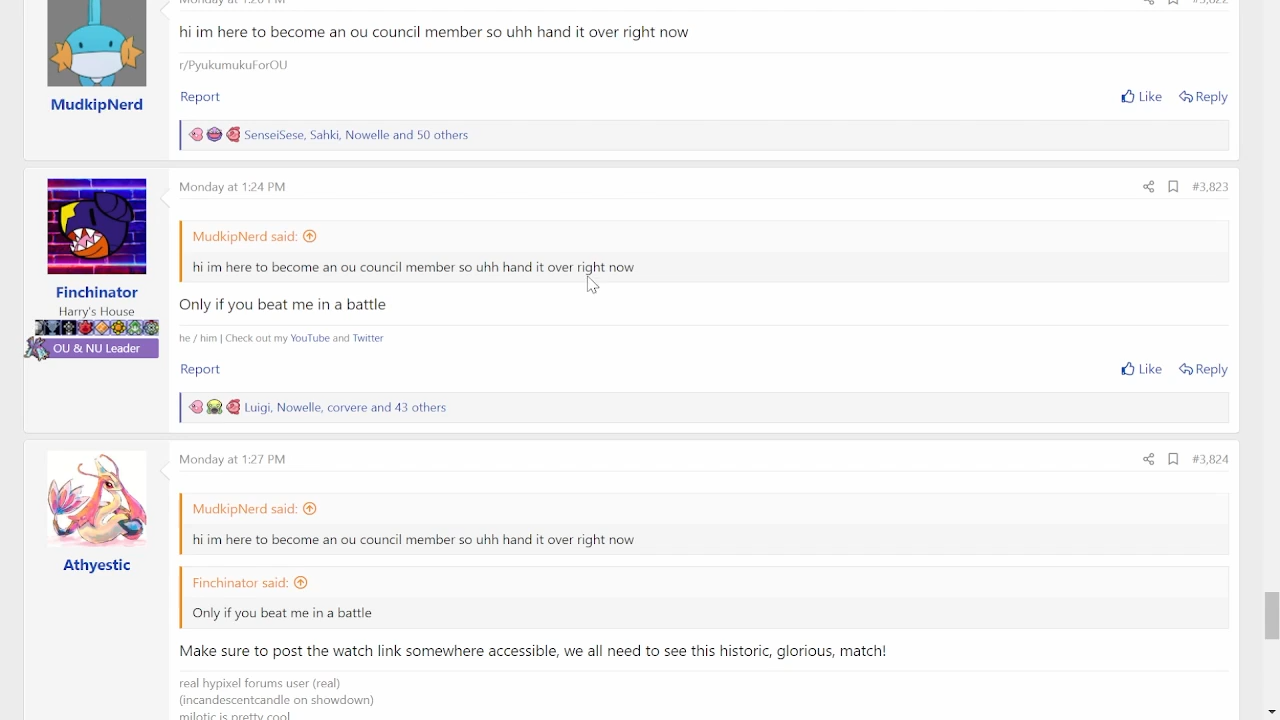 Monday at 1:20 PM
#3,822
hi im here to become an ou council member so uhh hand it over right now
r/PyukumukuForOU
MudkipNerd
Report
Like
Reply
SenseiSese, Sahki, Nowelle and 50 others
Monday at 1:24 PM
#3,823
MudkipNerd said:
hi im here to become an ou council member so uhh hand it over right now
Finchinator
Only if you beat me in a battle
Harry's House
he / him | Check out my YouTube and Twitter
OU & NU Leader
Report
Like
Reply
Luigi, Nowelle, corvere and 43 others
Monday at 1:27 PM
#3,824
MudkipNerd said:
hi im here to become an ou council member so uhh hand it over right now
Athyestic
Finchinator said:
Only if you beat me in a battle
Make sure to post the watch link somewhere accessible, we all need to see this historic, glorious, match!
real hypixel forums user (real)
(incandescentcandle on showdown)
milotic is pretty cool